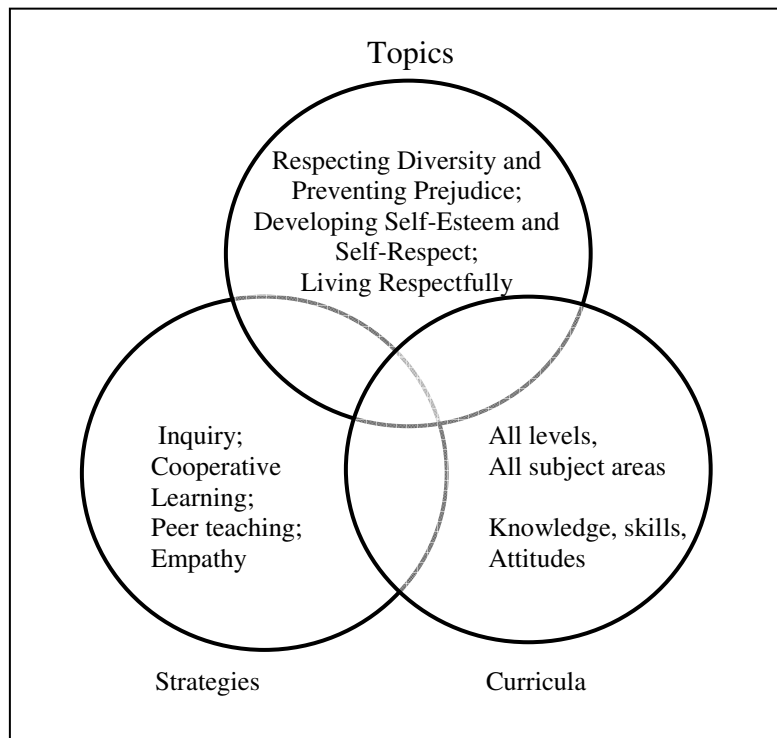 Topics
Respecting Diversity and
Preventing Prejudice;
Developing Self-Esteem and
Self-Respect;
Living Respectfully
Inquiry;
Cooperative
Learning;
Peer teaching;
Empathy
All levels,
All subject areas
Knowledge, skills,
Attitudes
Strategies
Curricula